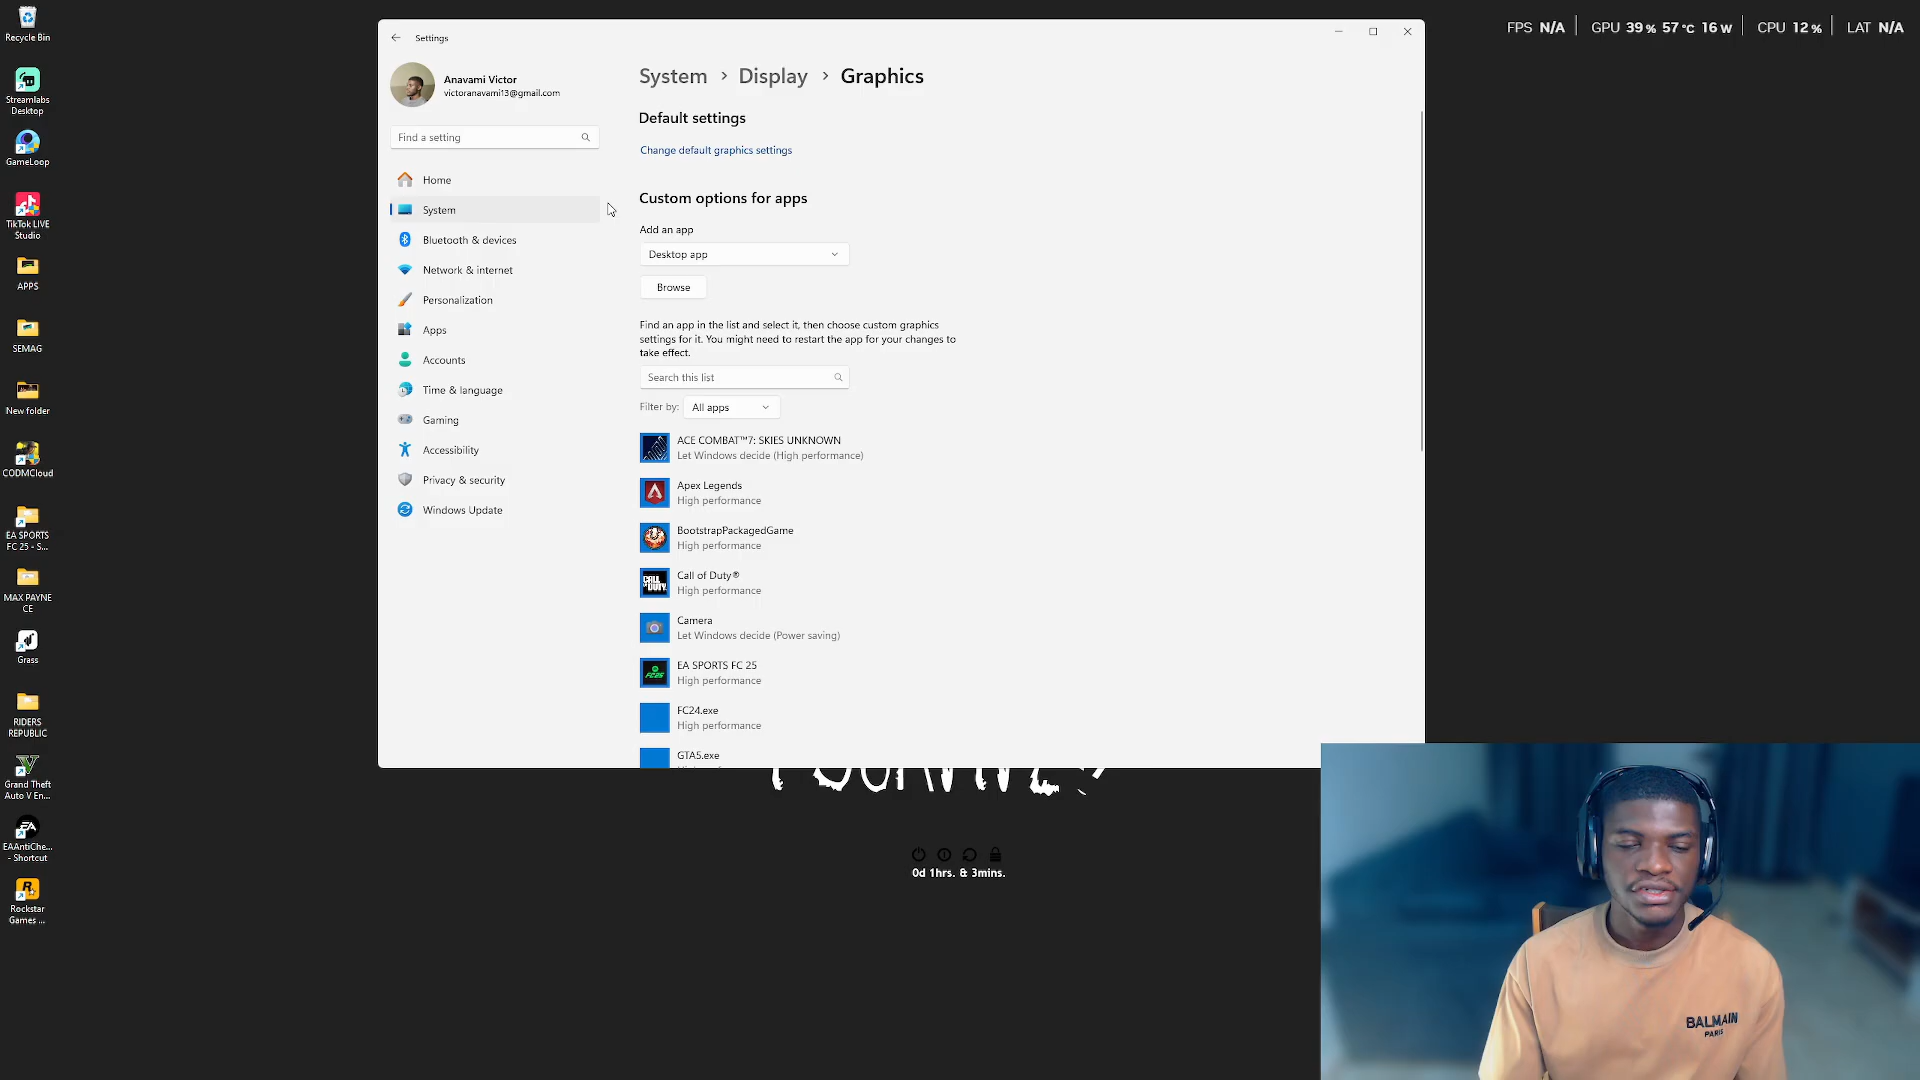 Recycle Bin
Streamlabs
Desktop
GameLoop
TikTok LIVE
Studio
APPS
SEMAG
New folder
CODMCloud
EA SPORTS
FC 25 - S...
MAX PAYNE
CE
Grass
RIDERS
REPUBLIC
Grand Theft
Auto V En...
EAAntiChe...
- Shortcut
Rockstar
Games ...
Settings
Anavami Victor
victoranavami13@gmail.com
Find a setting
Home
System
Bluetooth & devices
Network & internet
Personalization
Apps
Accounts
Time & language
Gaming
Accessibility
Privacy & security
Windows Update
System > Display > Graphics
Default settings
Change default graphics settings
Custom options for apps
Add an app
Desktop app
Browse
Find an app in the list and select it, then choose custom graphics
settings for it. You might need to restart the app for your changes to
take effect.
Search this list
Filter by: All apps
ACE COMBAT™7: SKIES UNKNOWN
Let Windows decide (High performance)
Apex Legends
High performance
BootstrapPackagedGame
High performance
Call of Duty®
High performance
Camera
Let Windows decide (Power saving)
EA SPORTS FC 25
High performance
FC24.exe
High performance
GTA5.exe
FPS N/A | GPU 39 % 57 °C 16 W | CPU 12 % | LAT N/A
0d 1hrs. & 3mins.
BALMAIN
PARIS